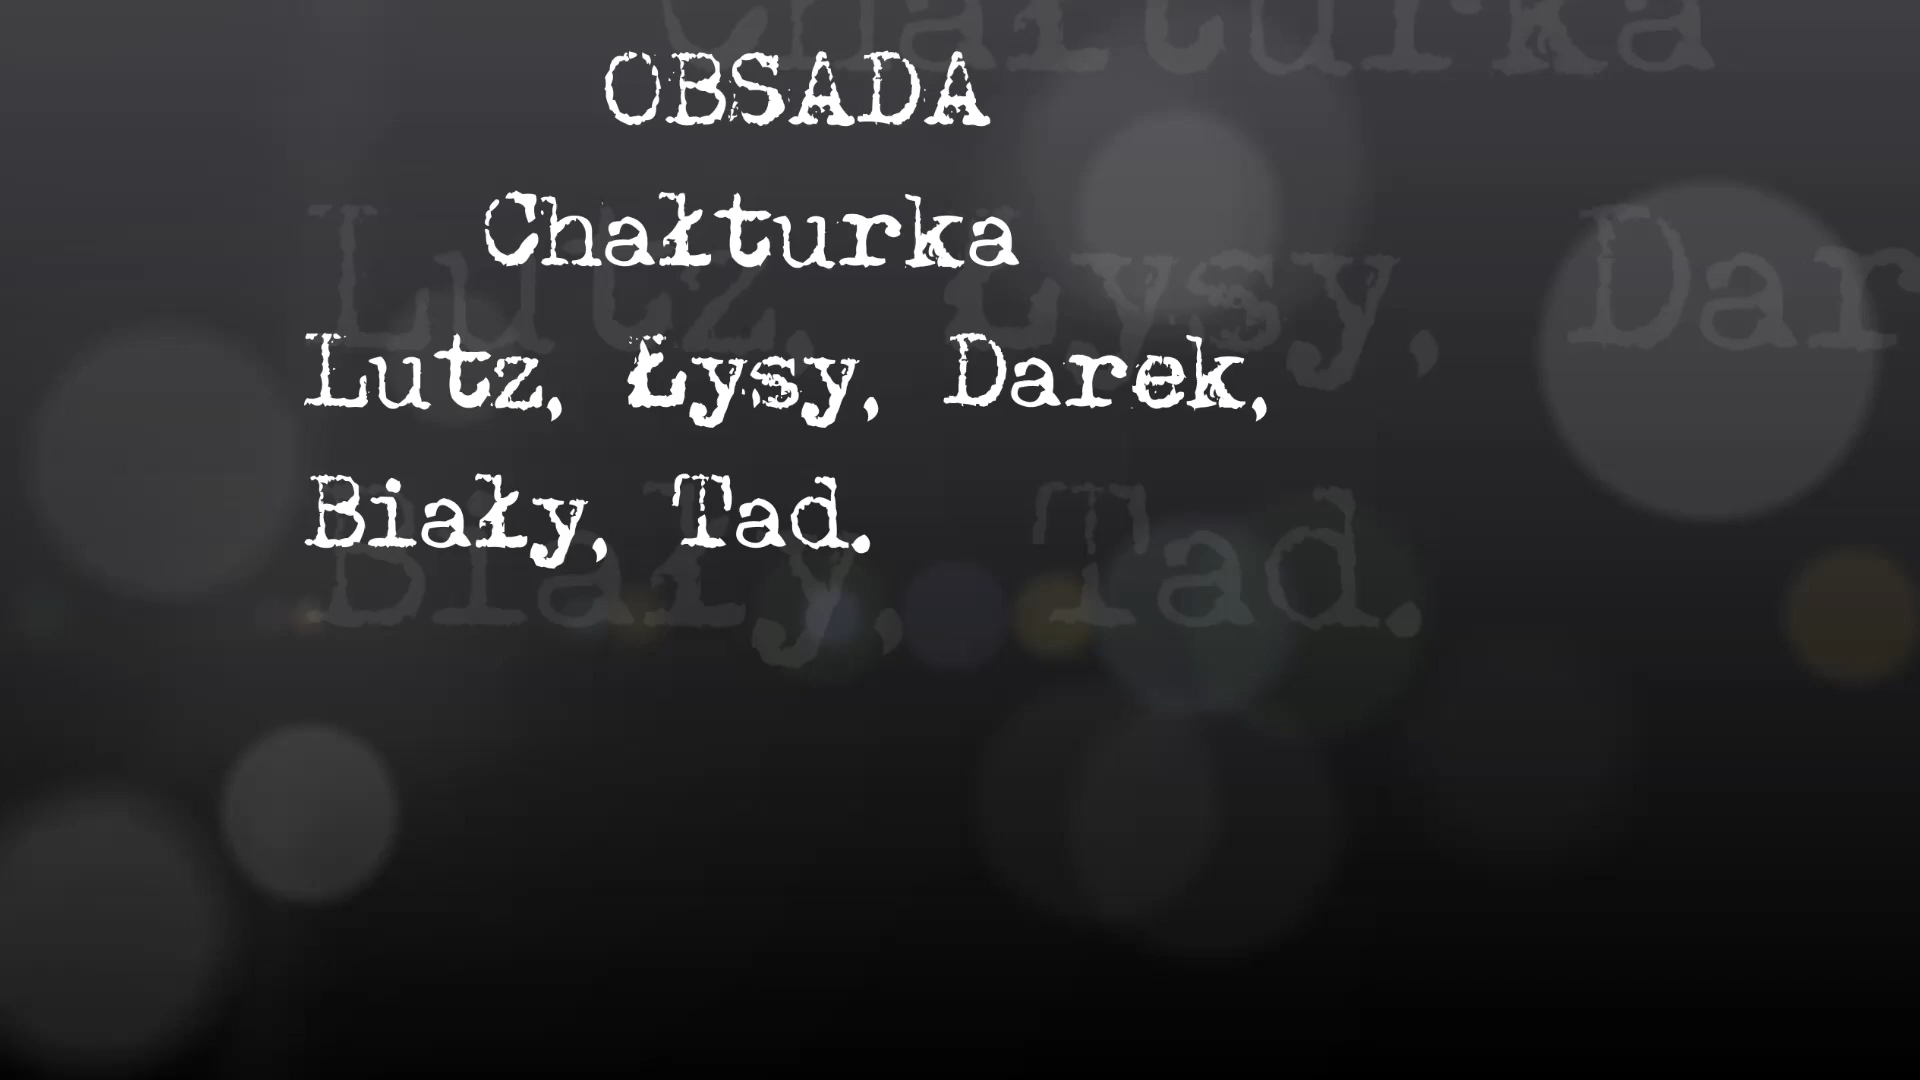 OBSADA
Chałturka
Lutz, Łysy, Darek,
Biały, Tad.